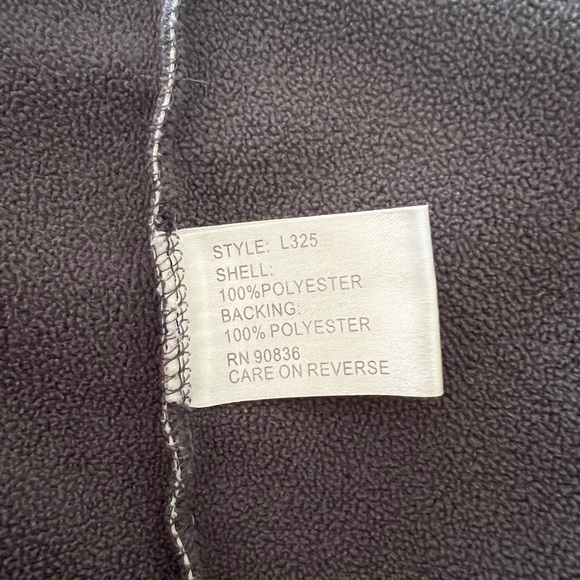 STYLE: L325
SHELL:
100%POLYESTER
BACKING:
100% POLYESTER
RN 90836
CARE ON REVERSE